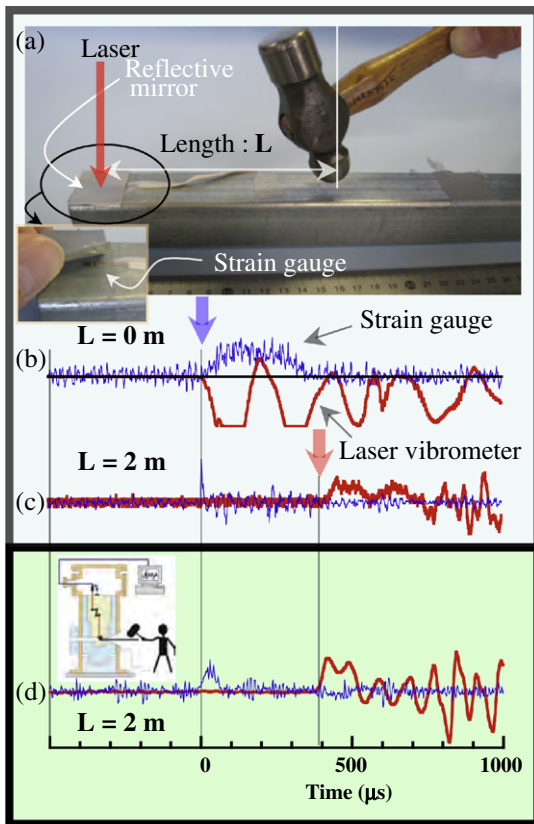 (a)
Laser
Reflective
mirror
Length : L
Strain gauge
L = 0 m
Strain gauge
(b)
Laser vibrometer
L = 2 m
(c)
(d)
L = 2 m
0 500 1000
Time (μs)